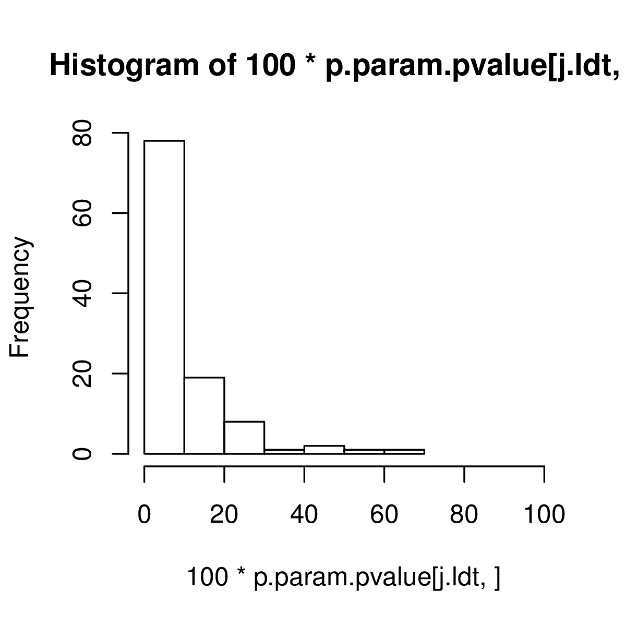 Histogram of 100 * p.param.pvalue[j.ldt,
80
60
40
20
0
Frequency
0 20 40 60 80 100
100 * p.param.pvalue[j.ldt, ]